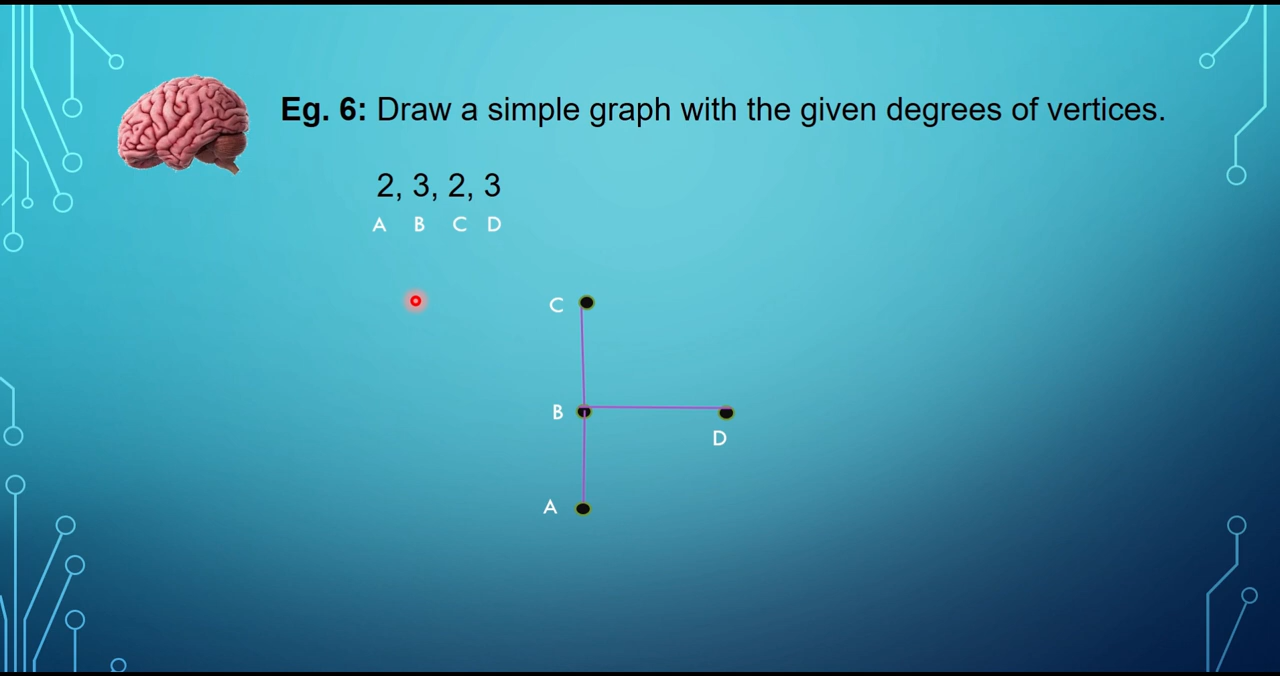 Eg. 6: Draw a simple graph with the given degrees of vertices.
2, 3, 2, 3
A B C D
C
B
D
A